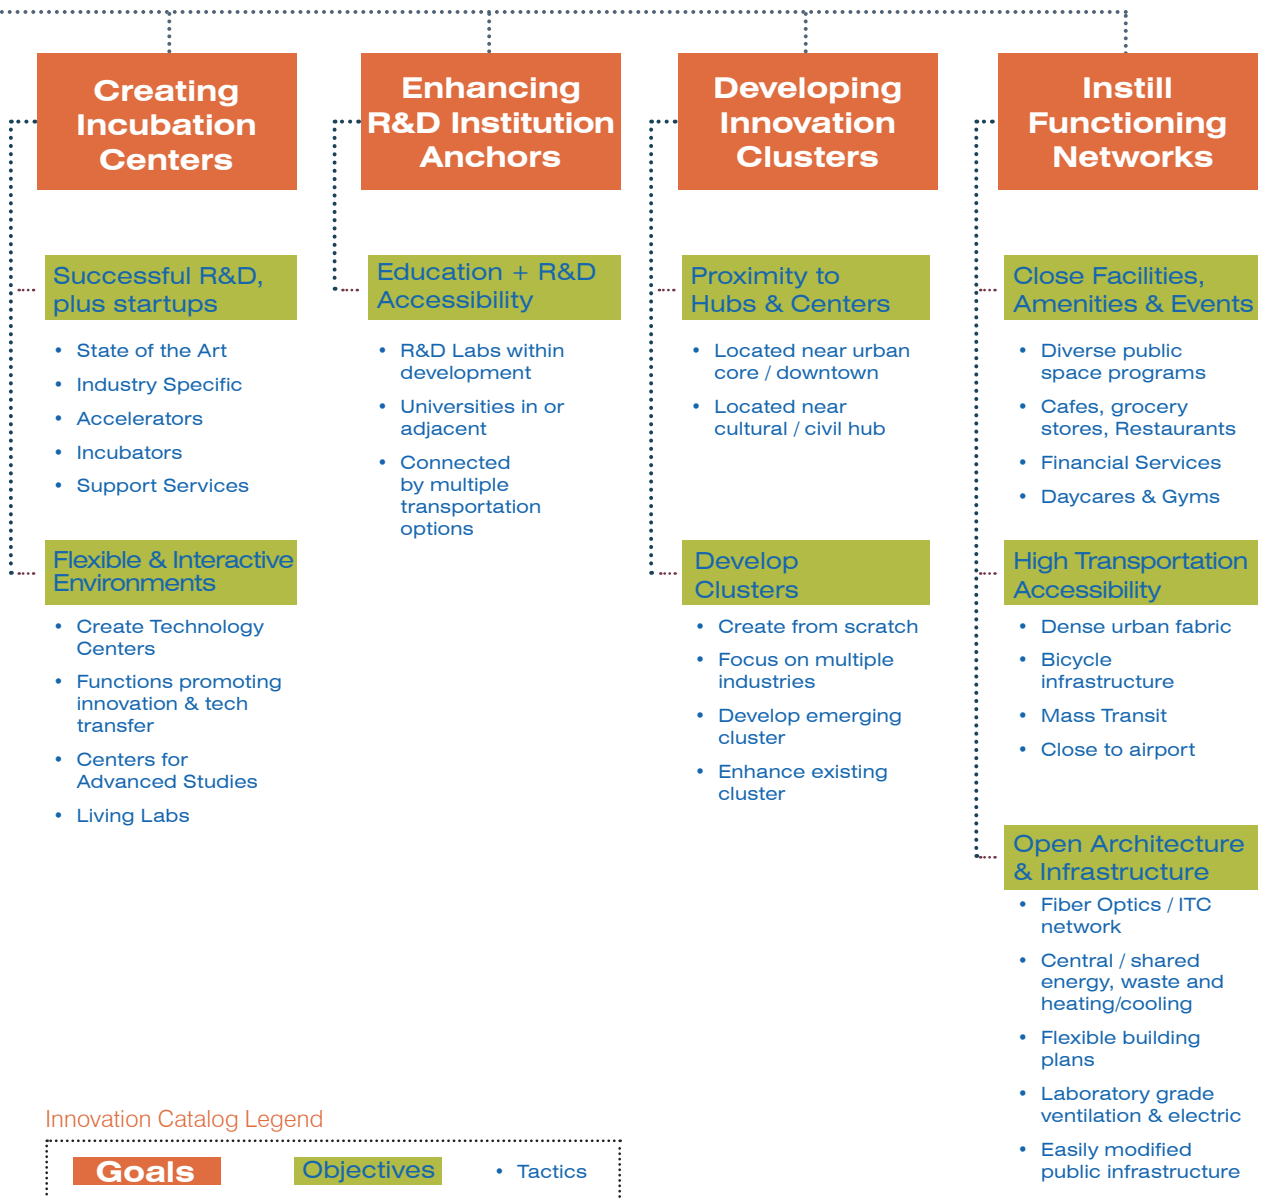 Creating
Incubation
Centers
Successful R&D,
plus startups
• State of the Art
• Industry Specific
• Accelerators
• Incubators
• Support Services
Flexible & Interactive
Environments
• Create Technology
Centers
• Functions promoting
innovation & tech
transfer
• Centers for
Advanced Studies
• Living Labs
Enhancing
R&D Institution
Anchors
Education + R&D
Accessibility
• R&D Labs within
development
• Universities in or
adjacent
• Connected
by multiple
transportation
options
Developing
Innovation
Clusters
Proximity to
Hubs & Centers
• Located near urban
core / downtown
• Located near
cultural / civil hub
Develop
Clusters
• Create from scratch
• Focus on multiple
industries
• Develop emerging
cluster
• Enhance existing
cluster
Instill
Functioning
Networks
Close Facilities,
Amenities & Events
• Diverse public
space programs
• Cafes, grocery
stores, Restaurants
• Financial Services
• Daycares & Gyms
High Transportation
Accessibility
• Dense urban fabric
• Bicycle
infrastructure
• Mass Transit
• Close to airport
Open Architecture
& Infrastructure
• Fiber Optics / ITC
network
• Central / shared
energy, waste and
heating/cooling
• Flexible building
plans
• Laboratory grade
ventilation & electric
• Easily modified
public infrastructure
Innovation Catalog Legend
Goals
Objectives
• Tactics